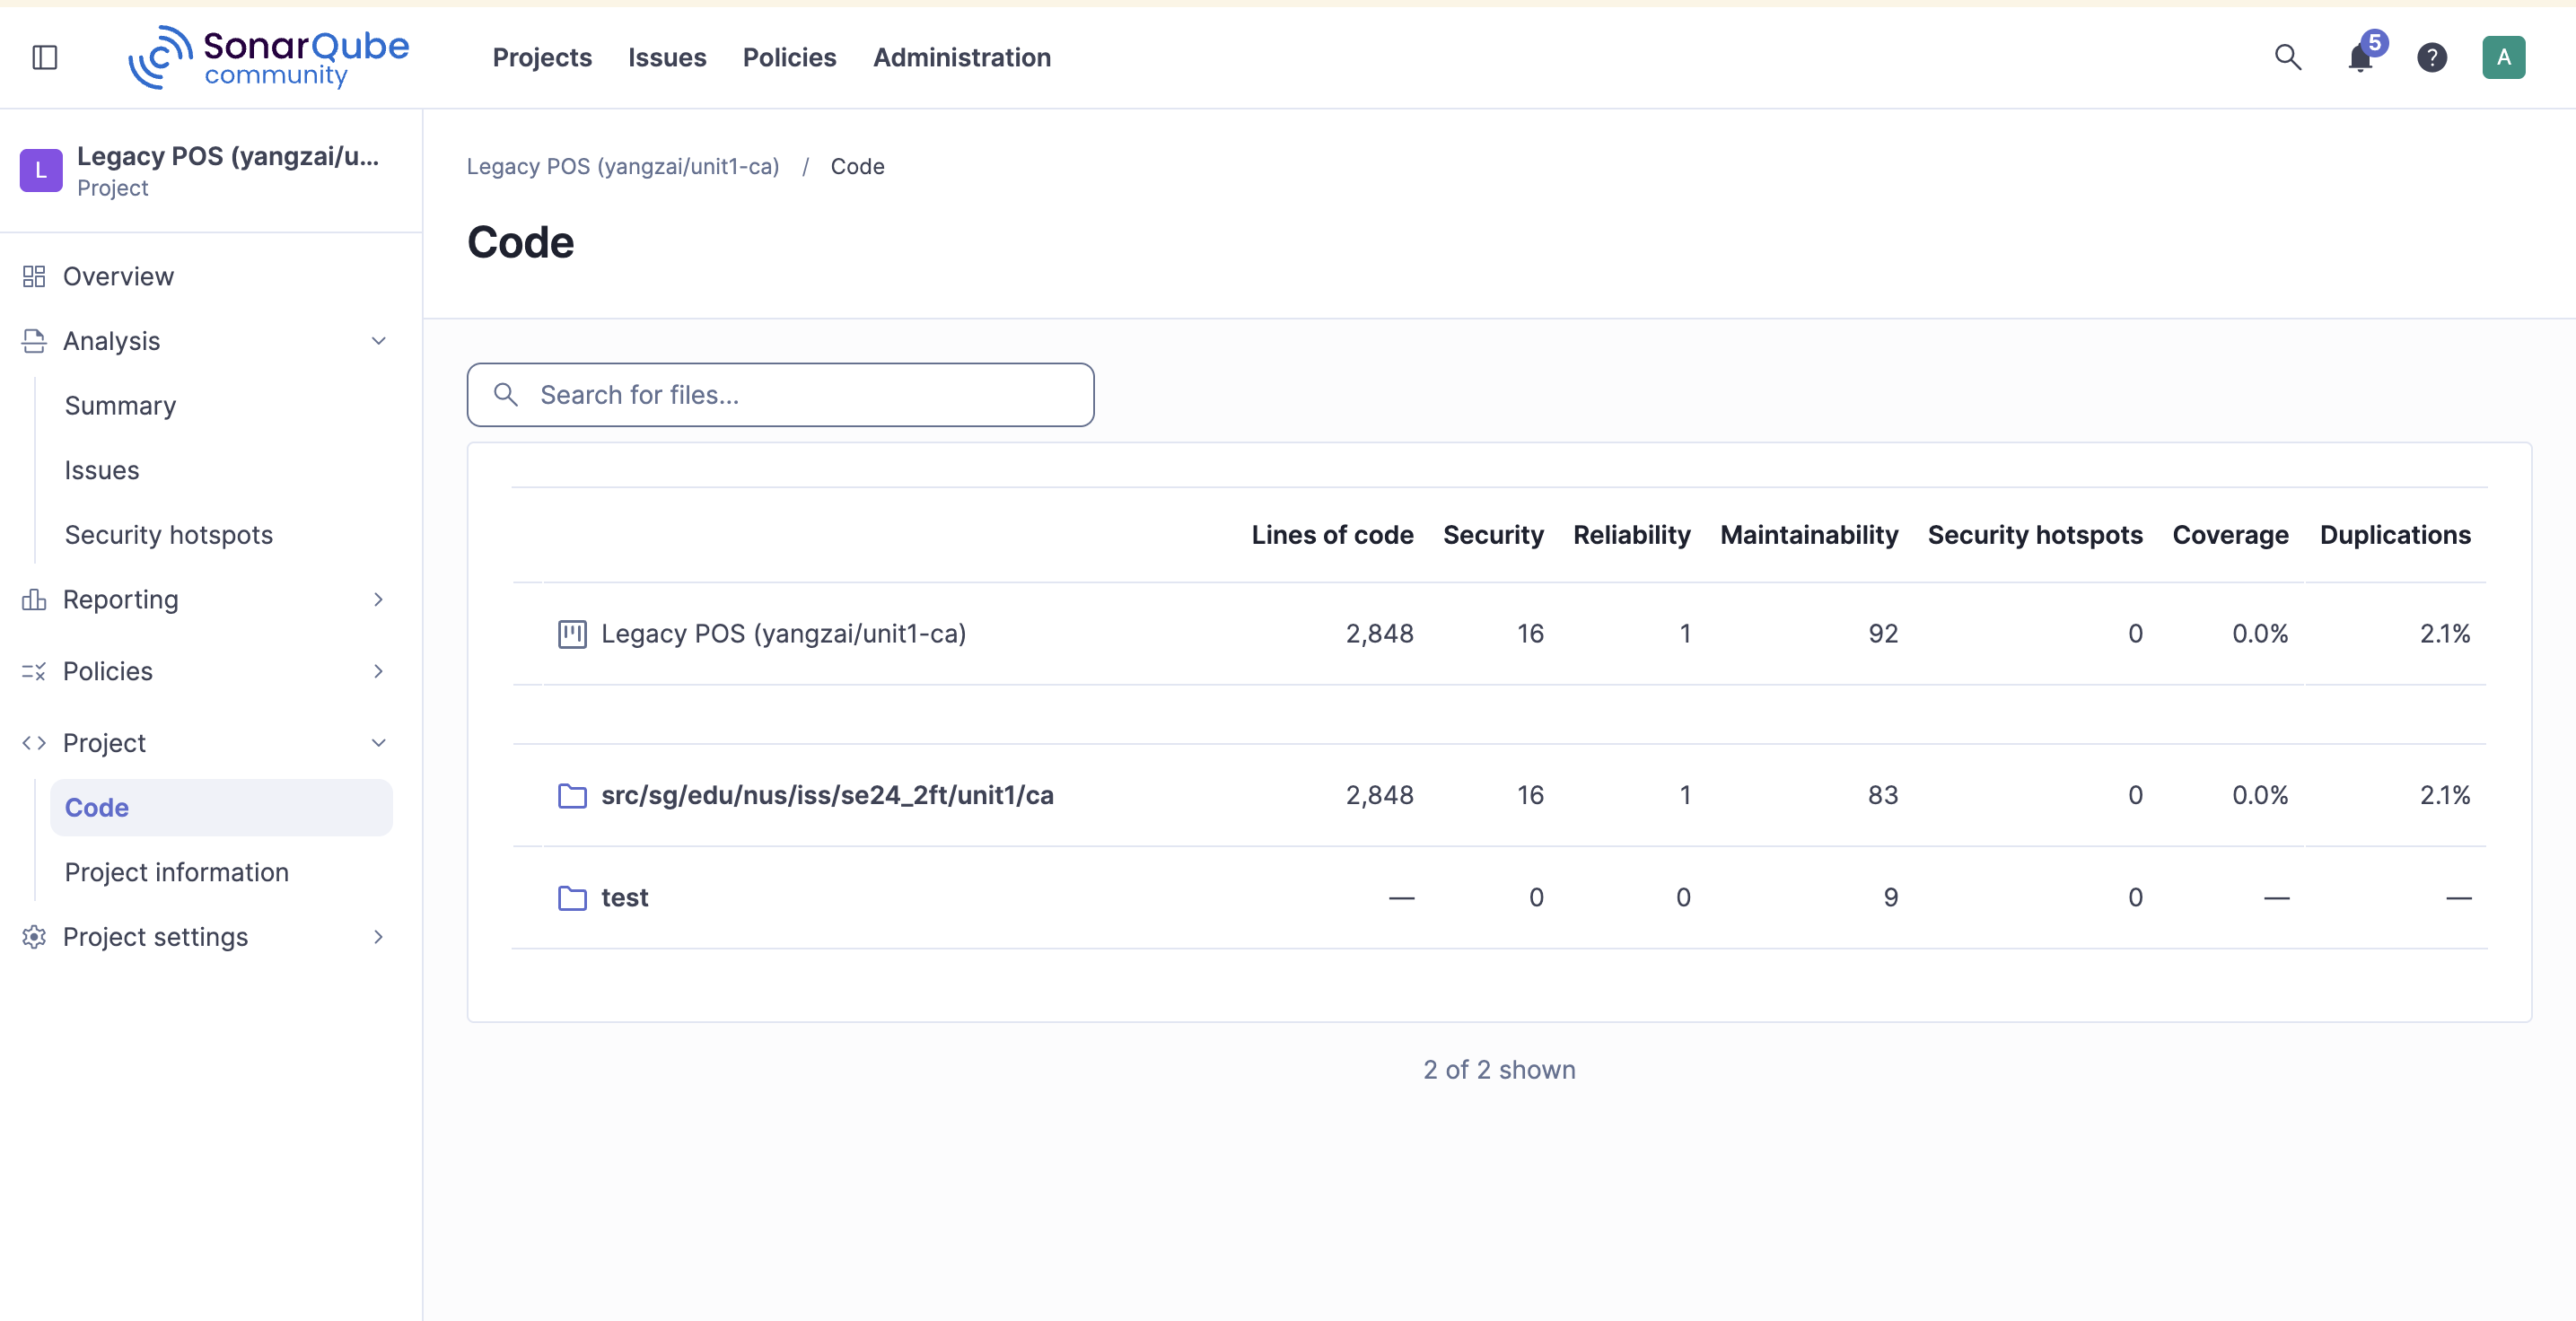 SonarQube community
Projects Issues Policies Administration
5
?
A
L
Legacy POS (yangzai/u...
Project
Overview
Analysis
Summary
Issues
Security hotspots
Reporting
Policies
Project
Code
Project information
Project settings
Legacy POS (yangzai/unit1-ca) / Code
Code
Search for files...
Lines of code Security Reliability Maintainability Security hotspots Coverage Duplications
Legacy POS (yangzai/unit1-ca) 2,848 16 1 92 0 0.0% 2.1%
src/sg/edu/nus/iss/se24_2ft/unit1/ca 2,848 16 1 83 0 0.0% 2.1%
test — 0 0 9 0 — —
2 of 2 shown